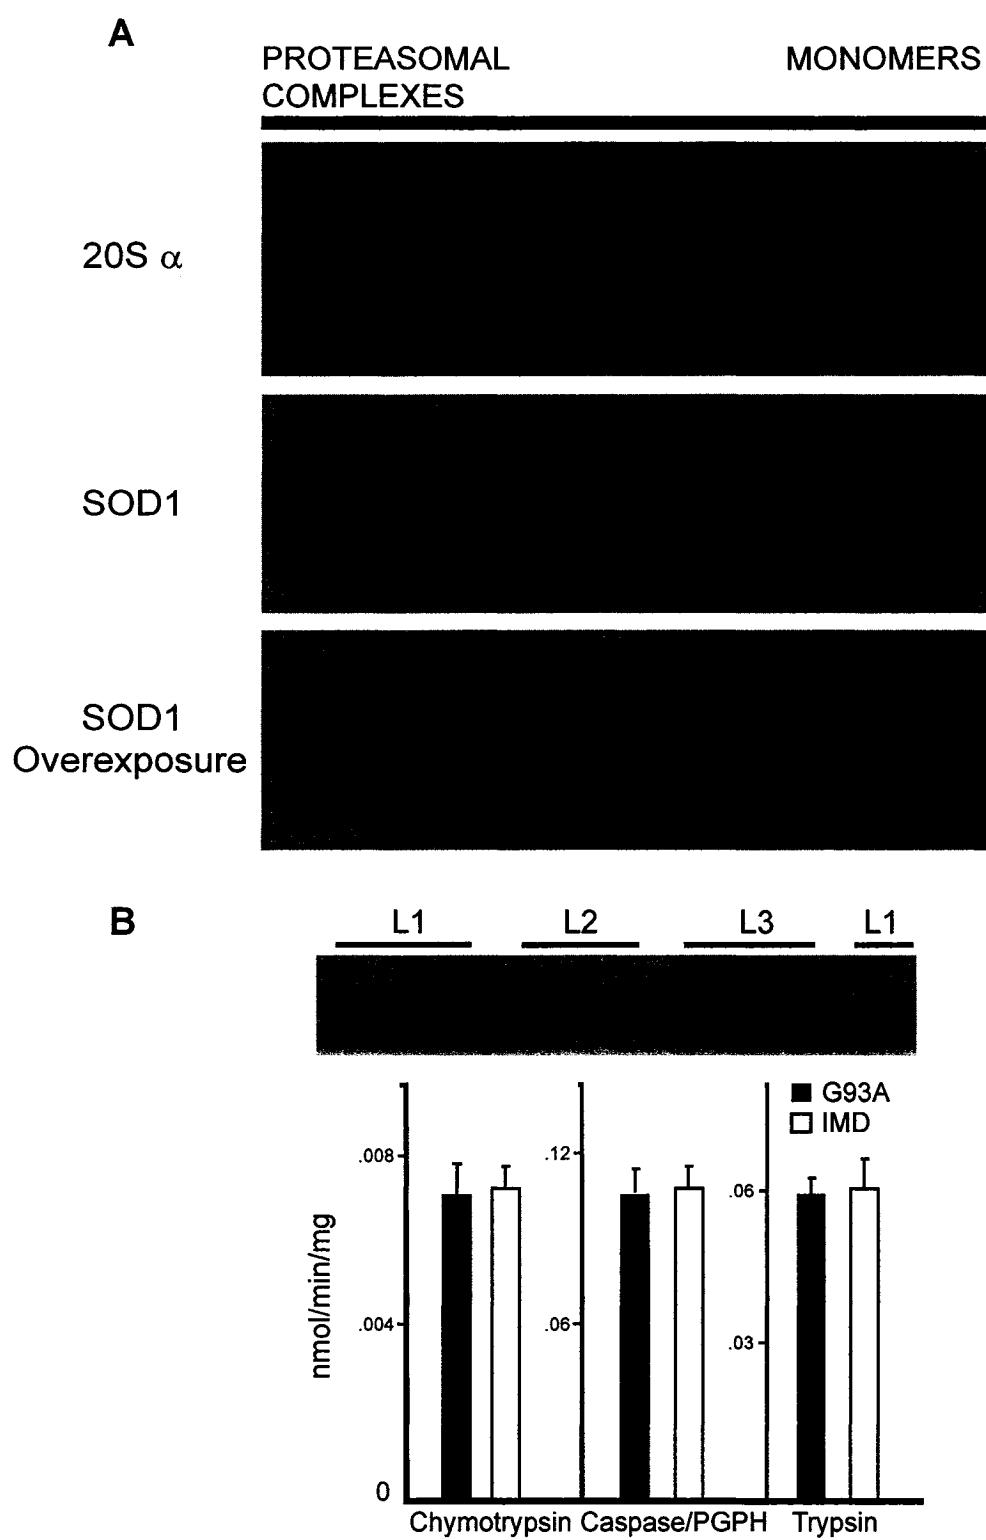 A
PROTEASOMAL
COMPLEXES
MONOMERS
20S α
SOD1
SOD1
Overexposure
B
L1 L2 L3 L1
G93A
IMD
.008
.004
0
.12
.06
.06
.03
nmol/min/mg
Chymotrypsin Caspase/PGPH Trypsin